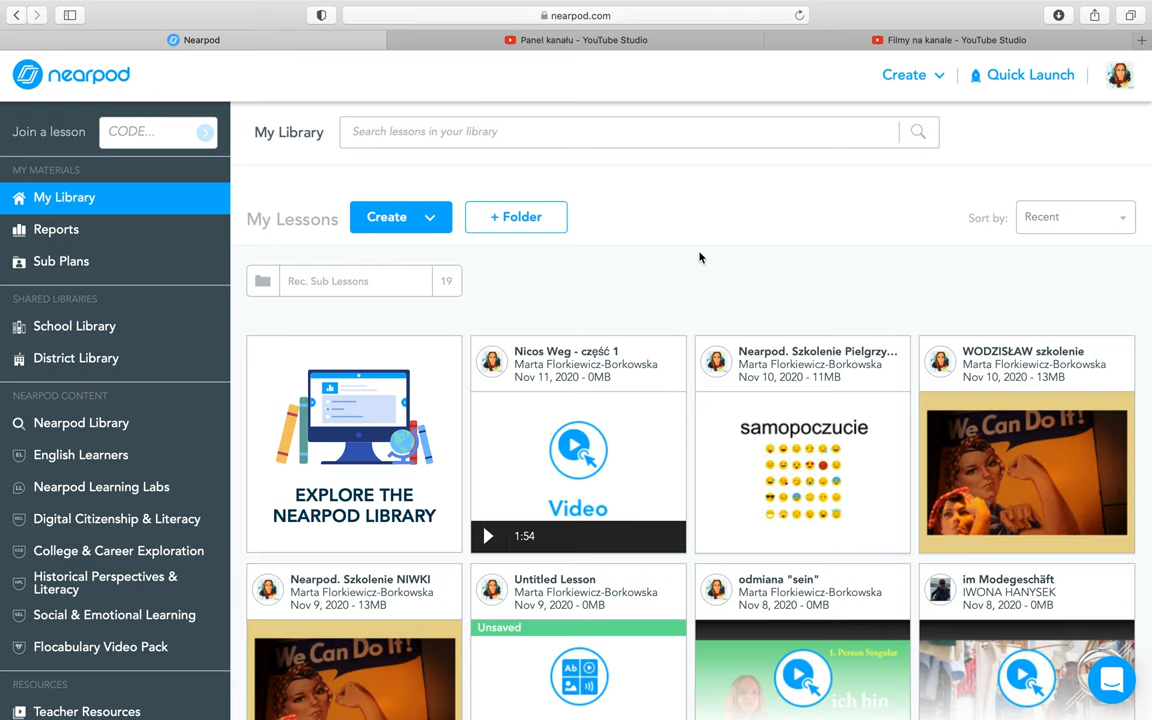 nearpod.com
Nearpod
Panel kanału - YouTube Studio
Filmy na kanale - YouTube Studio
nearpod
Create
Quick Launch
Join a lesson
CODE...
My Library
Search lessons in your library
MY MATERIALS
My Library
Reports
Sub Plans
SHARED LIBRARIES
School Library
District Library
NEARPOD CONTENT
Nearpod Library
English Learners
Nearpod Learning Labs
Digital Citizenship & Literacy
College & Career Exploration
Historical Perspectives &
Literacy
Social & Emotional Learning
Flocabulary Video Pack
RESOURCES
Teacher Resources
My Lessons
Create
+ Folder
Sort by:
Recent
Rec. Sub Lessons
19
EXPLORE THE
NEARPOD LIBRARY
Nicos Weg - część 1
Marta Florkiewicz-Borkowska
Nov 11, 2020 - 0MB
Video
1:54
Nearpod. Szkolenie Pielgrzy...
Marta Florkiewicz-Borkowska
Nov 10, 2020 - 11MB
samopoczucie
WODZISŁAW szkolenie
Marta Florkiewicz-Borkowska
Nov 10, 2020 - 13MB
We Can Do It!
Nearpod. Szkolenie NIWKI
Marta Florkiewicz-Borkowska
Nov 9, 2020 - 13MB
We Can Do It!
Untitled Lesson
Marta Florkiewicz-Borkowska
Nov 9, 2020 - 0MB
Unsaved
Ab
odmiana "sein"
Marta Florkiewicz-Borkowska
Nov 8, 2020 - 0MB
1. Person Singular
ich bin
im Modegeschäft
IWONA HANYSEK
Nov 8, 2020 - 0MB